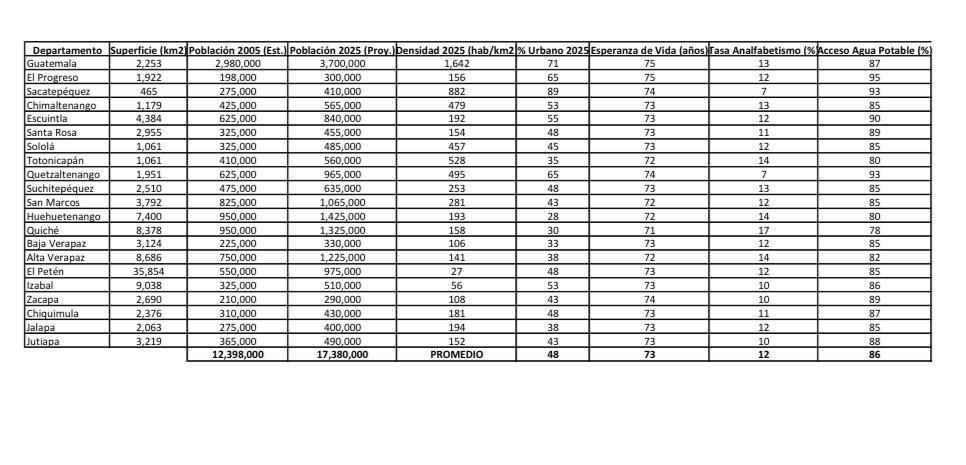 Departamento Superficie (km2) Población 2005 (Est.) Población 2025 (Proy.) Densidad 2025 (hab/km2 % Urbano 2025 Esperanza de Vida (años) Tasa Analfabetismo (% Acceso Agua Potable (%)
Guatemala 2,253 2,980,000 3,700,000 1,642 71 75 13 87
El Progreso 1,922 198,000 300,000 156 65 75 12 95
Sacatepéquez 465 275,000 410,000 882 89 74 7 93
Chimaltenango 1,179 425,000 565,000 479 53 73 13 85
Escuintla 4,384 625,000 840,000 192 55 73 12 90
Santa Rosa 2,955 325,000 455,000 154 48 73 11 89
Sololá 1,061 325,000 485,000 457 45 73 12 85
Totonicapán 1,061 410,000 560,000 528 35 72 14 80
Quetzaltenango 1,951 625,000 965,000 495 65 74 7 93
Suchitepéquez 2,510 475,000 635,000 253 48 73 13 85
San Marcos 3,792 825,000 1,065,000 281 43 72 12 85
Huehuetenango 7,400 950,000 1,425,000 193 28 72 14 80
Quiché 8,378 950,000 1,325,000 158 30 71 17 78
Baja Verapaz 3,124 225,000 330,000 106 33 73 12 85
Alta Verapaz 8,686 750,000 1,225,000 141 38 72 14 82
El Petén 35,854 550,000 975,000 27 48 73 12 85
Izabal 9,038 325,000 510,000 56 53 73 10 86
Zacapa 2,690 210,000 290,000 108 43 74 10 89
Chiquimula 2,376 310,000 430,000 181 48 73 11 87
Jalapa 2,063 275,000 400,000 194 38 73 12 85
Jutiapa 3,219 365,000 490,000 152 43 73 10 88
12,398,000 17,380,000 PROMEDIO 48 73 12 86